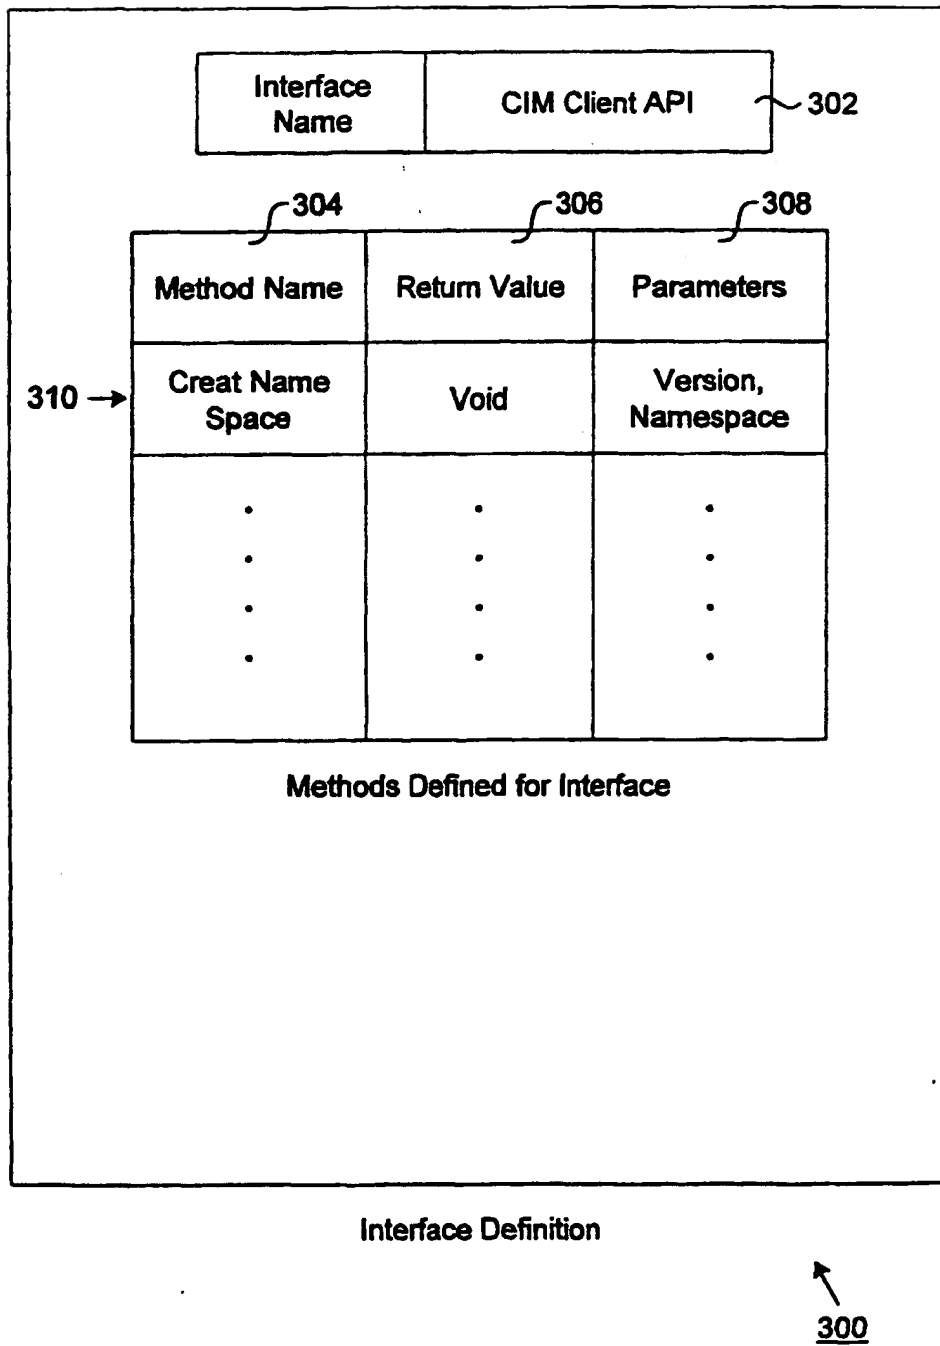 Interface
Name
CIM Client API
302
304
306
308
Method Name
Return Value
Parameters
310
Creat Name
Space
Void
Version,
Namespace
Methods Defined for Interface
Interface Definition
300